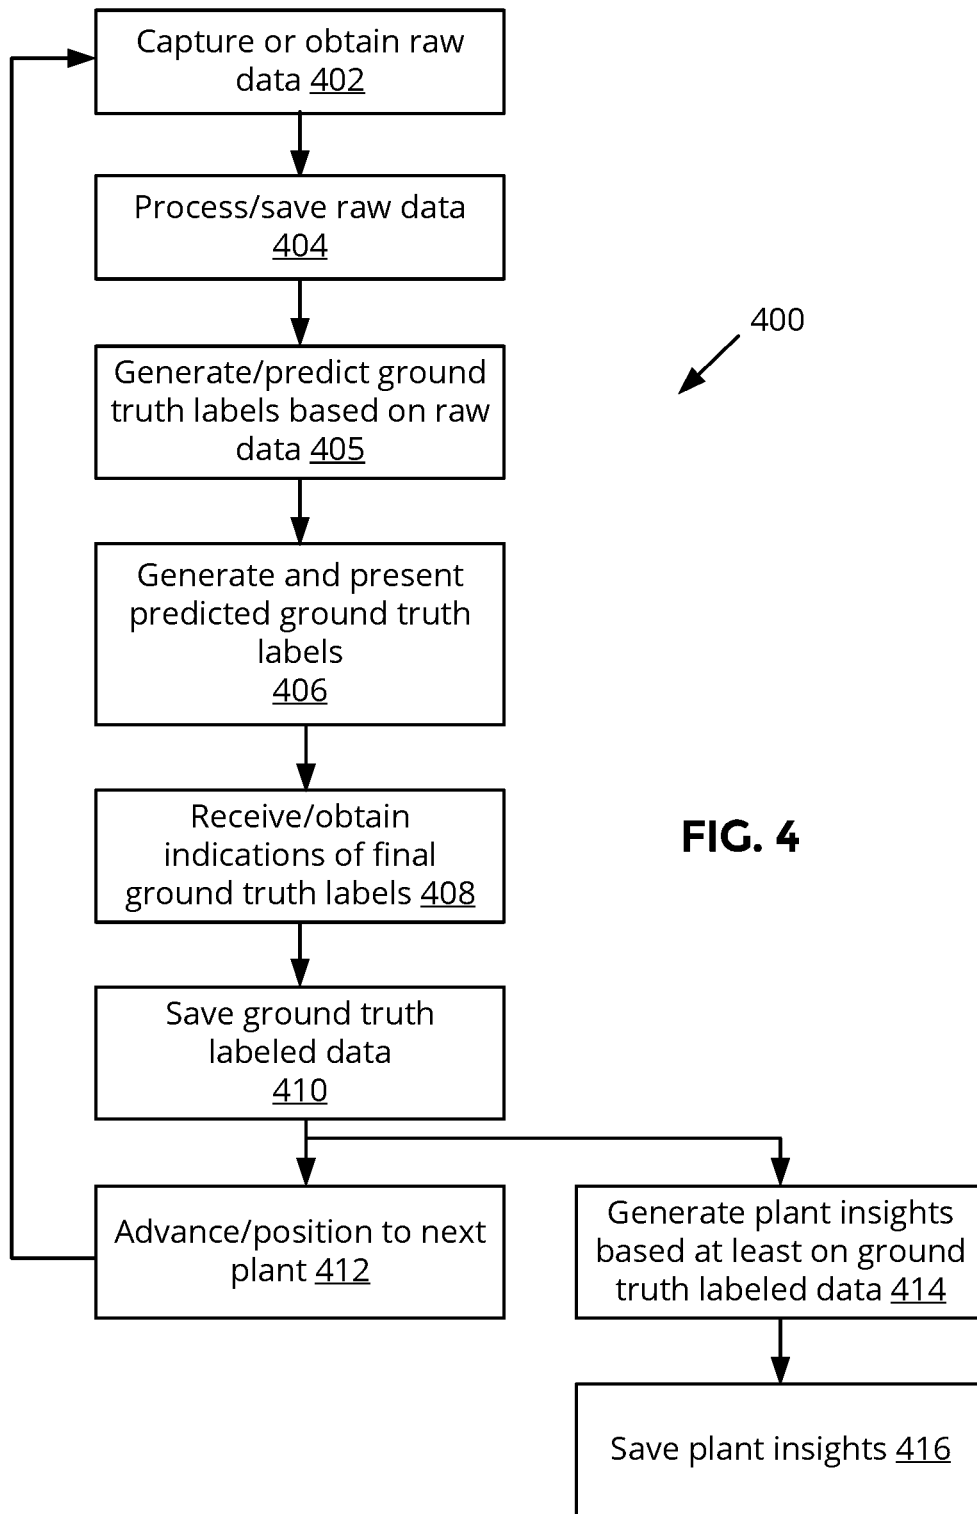 Capture or obtain raw
data 402
Process/save raw data
404
400
Generate/predict ground
truth labels based on raw
data 405
Generate and present
predicted ground truth
labels
406
Receive/obtain
indications of final
ground truth labels 408
FIG. 4
Save ground truth
labeled data
410
Advance/position to next
plant 412
Generate plant insights
based at least on ground
truth labeled data 414
Save plant insights 416